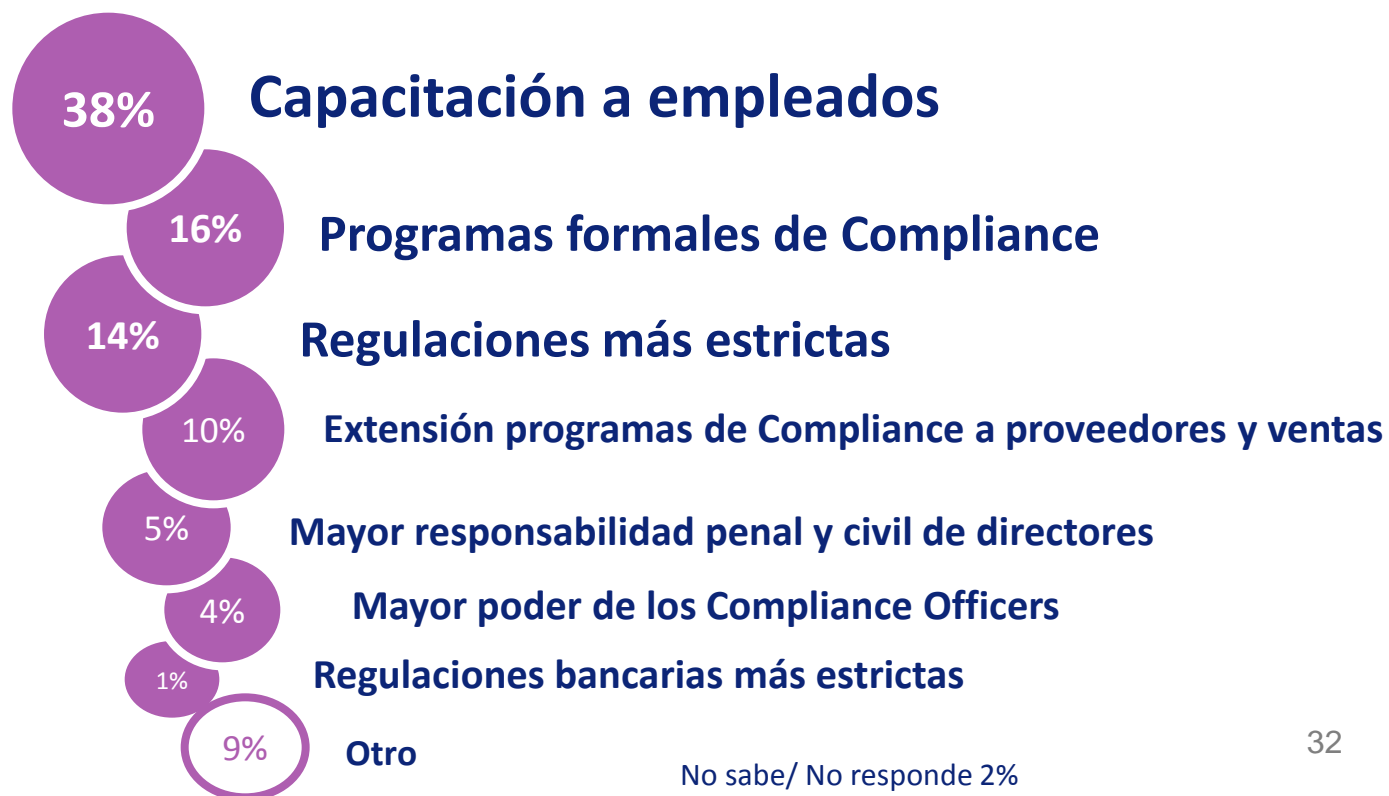 38%
Capacitación a empleados
16%
Programas formales de Compliance
14%
Regulaciones más estrictas
10%
Extensión programas de Compliance a proveedores y ventas
5%
Mayor responsabilidad penal y civil de directores
4%
Mayor poder de los Compliance Officers
1%
Regulaciones bancarias más estrictas
9%
Otro
32
No sabe/ No responde 2%